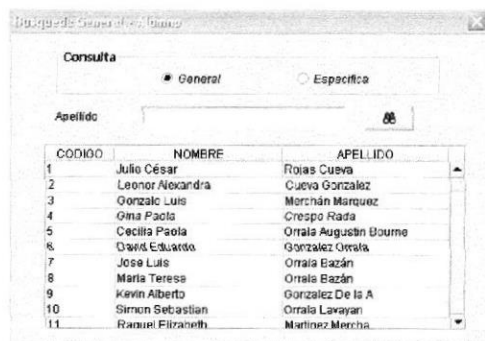 Busqueda General Alumno
Consulta
General Especifica
Apellido
CODIGO NOMBRE APELLIDO
1 Julio César Rojas Cueva
2 Leonor Alexandra Cueva Gonzalez
3 Gonzalo Luis Merchán Marquez
4 Gina Paola Crespo Rada
5 Cecilia Paola Orrala Augustin Bourne
6 David Eduardo Gonzalez Orrala
7 Jose Luis Orrala Bazán
8 Maria Teresa Orrala Bazán
9 Kevin Alberto Gonzalez De la A
10 Simon Sebastian Orrala Lavayan
11 Raquel Elizabeth Martinez Mercha